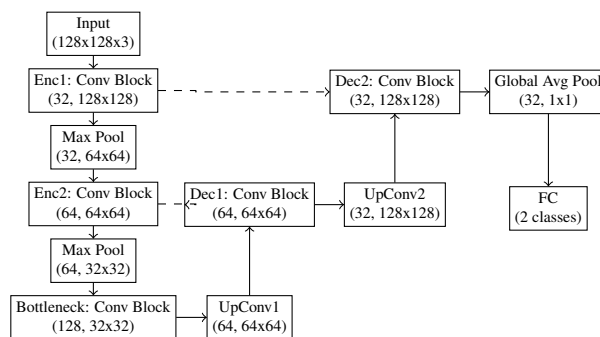 Input
(128x128x3)
Enc1: Conv Block
(32, 128x128)
Max Pool
(32, 64x64)
Enc2: Conv Block
(64, 64x64)
Max Pool
(64, 32x32)
Bottleneck: Conv Block
(128, 32x32)
UpConv1
(64, 64x64)
Dec1: Conv Block
(64, 64x64)
UpConv2
(32, 128x128)
Dec2: Conv Block
(32, 128x128)
Global Avg Pool
(32, 1x1)
FC
(2 classes)